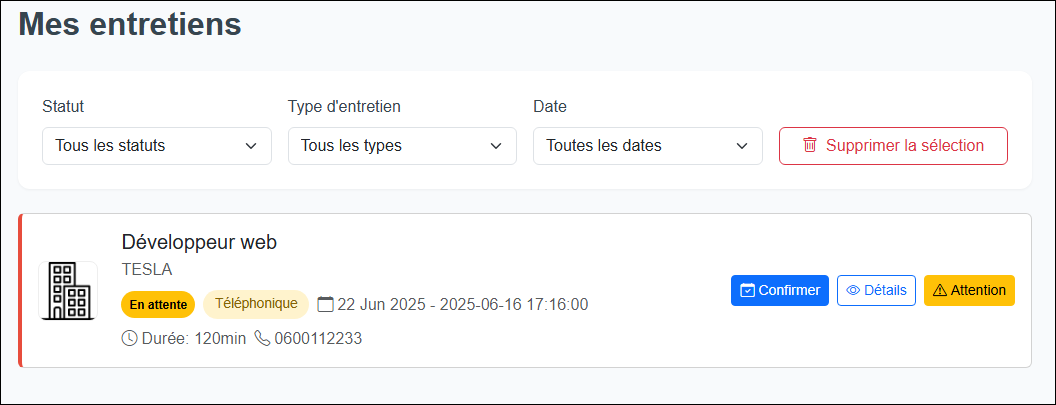 Mes entretiens
Statut Type d'entretien Date
Tous les statuts Tous les types Toutes les dates Supprimer la sélection
Développeur web
TESLA
En attente Téléphonique 22 Jun 2025 - 2025-06-16 17:16:00 Confirmer Détails Attention
Durée: 120min 0600112233